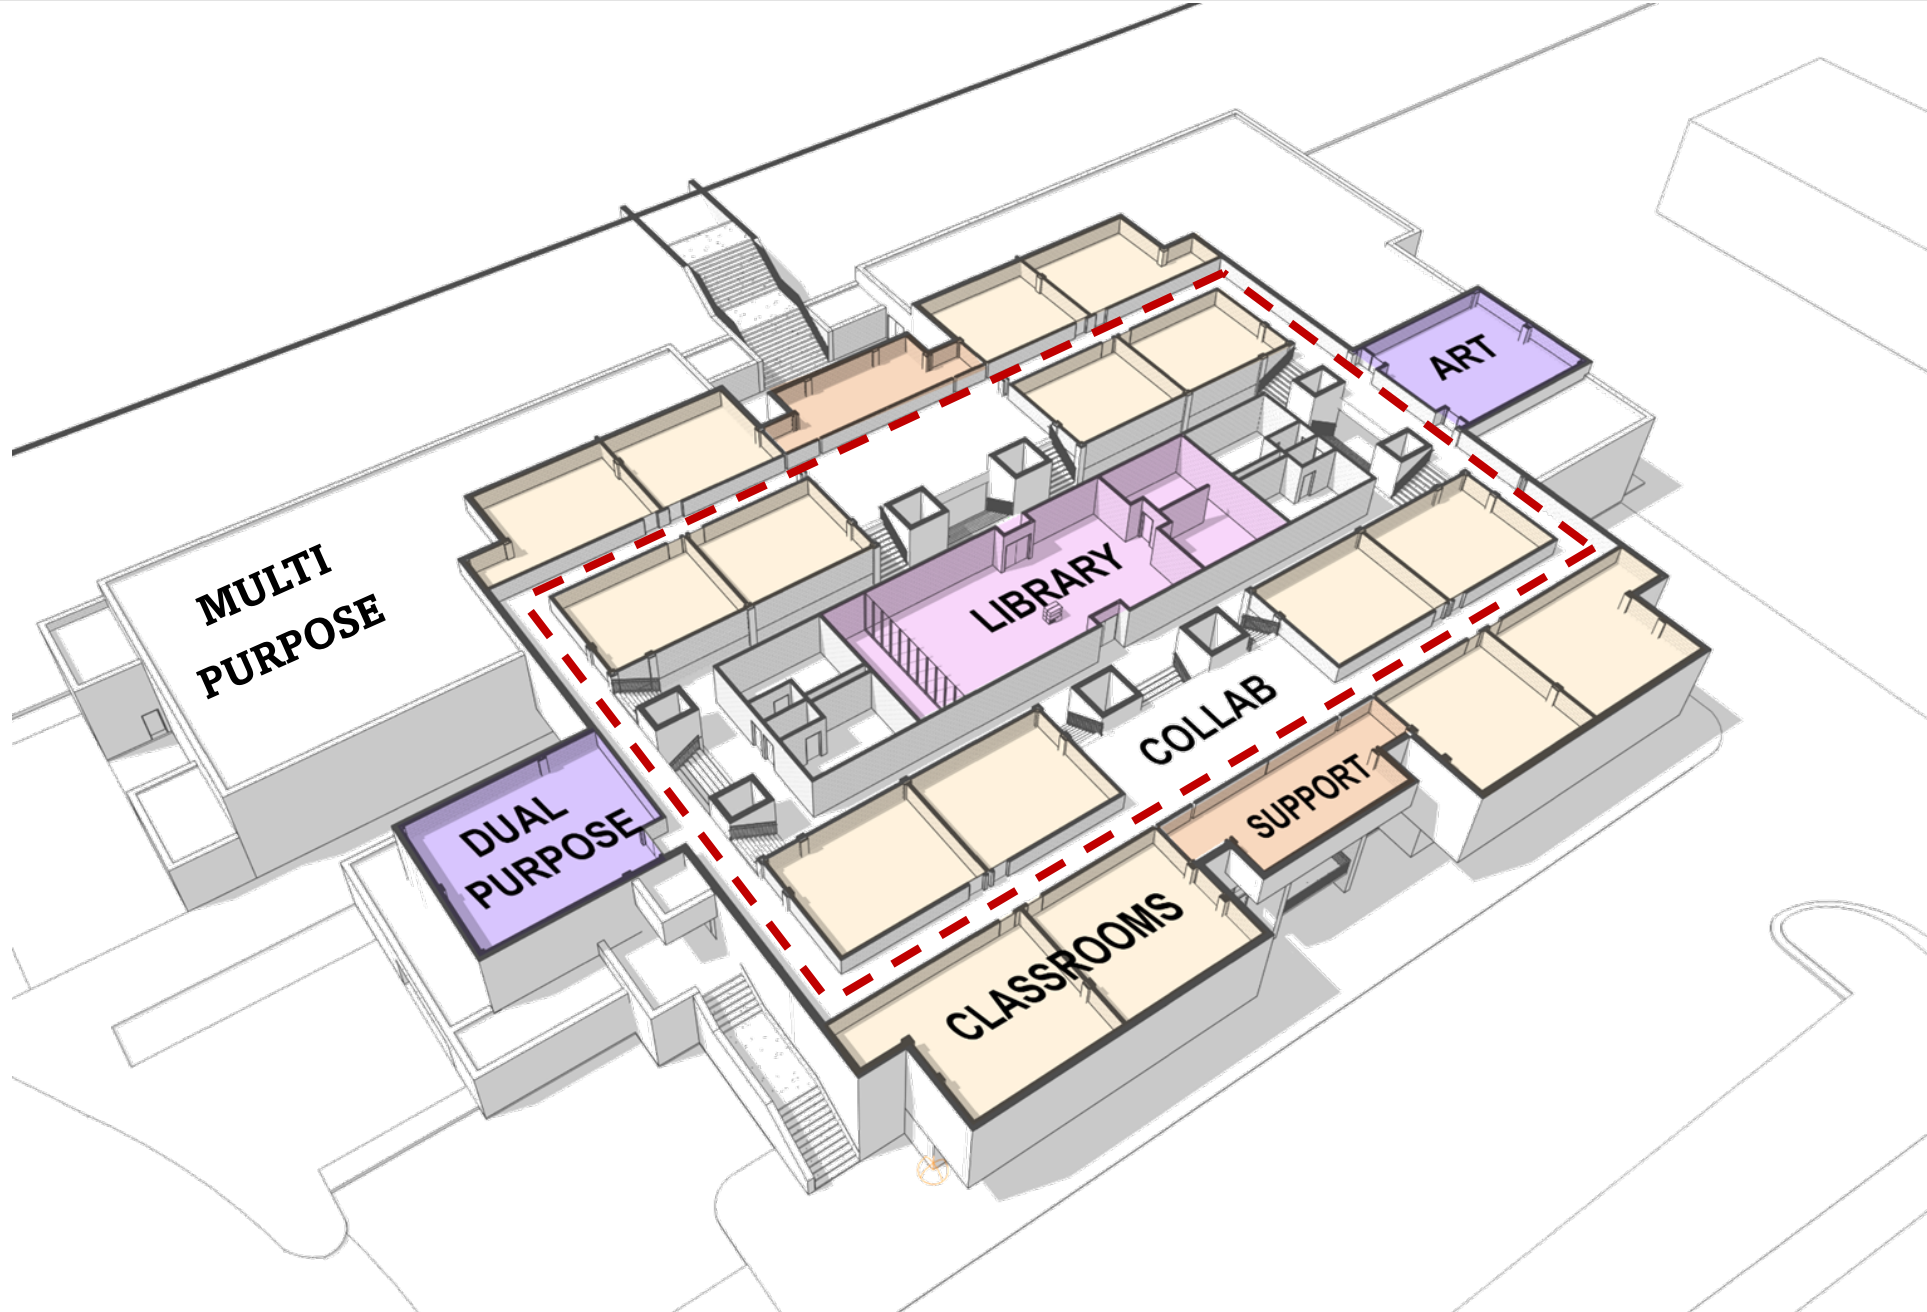 ART
MULTI
PURPOSE
LIBRARY
COLLAB
SUPPORT
DUAL
PURPOSE
CLASSROOMS